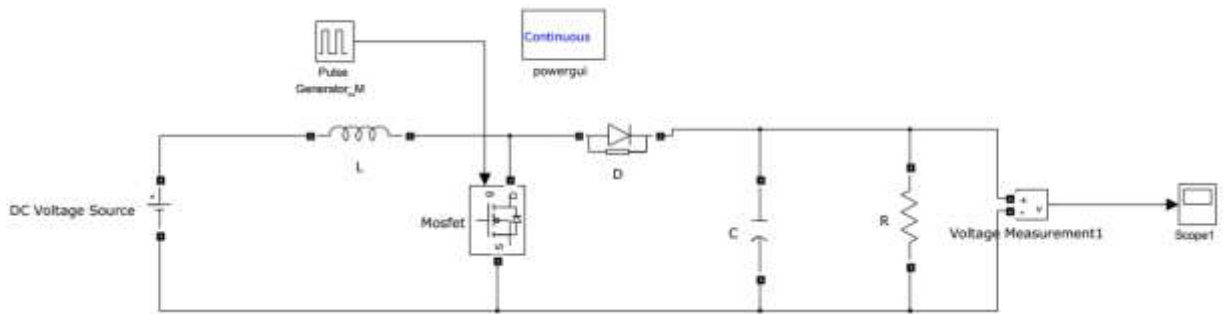 Continuous
powergui
Pulse
Generator_M
L
D
DC Voltage Source
+
g
D
S
Mosfet
C
R
+
-
v
Voltage Measurement1
Scope1